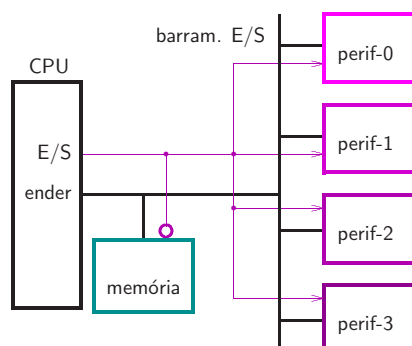 barram. E/S
perif-0
CPU
E/S
perif-1
ender
perif-2
memória
perif-3